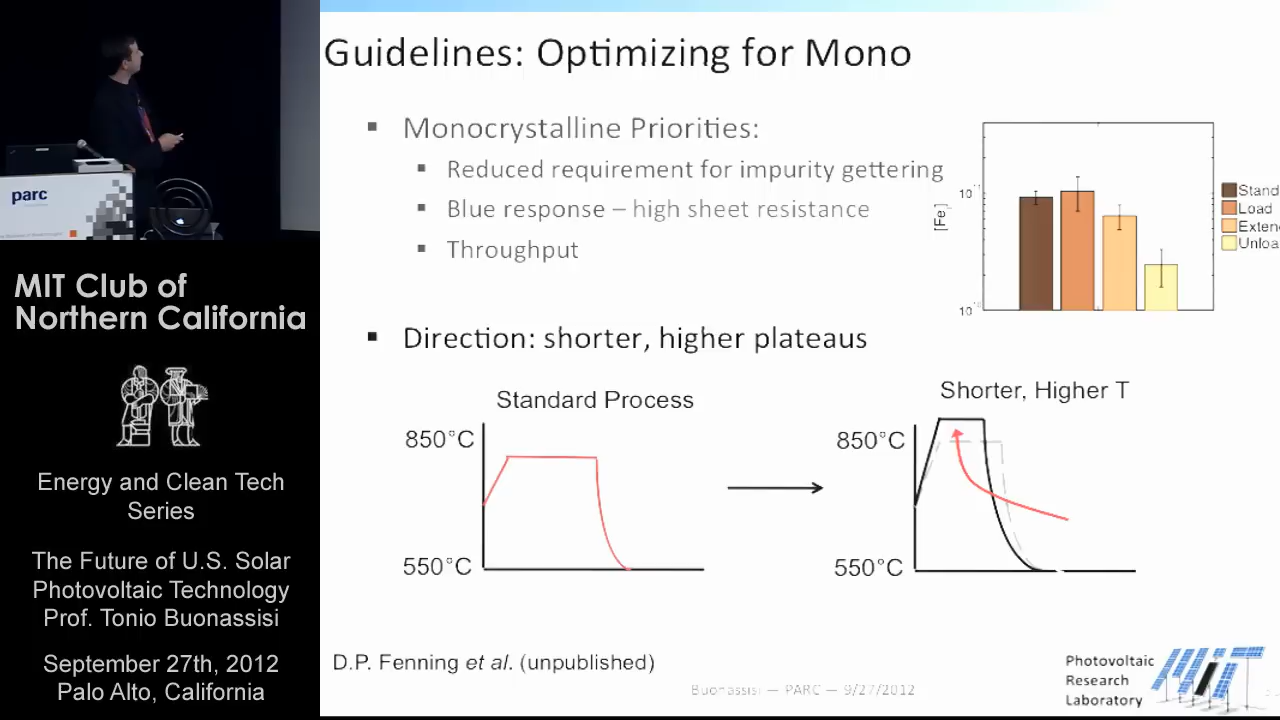 parc
MIT Club of
Northern California
Energy and Clean Tech
Series
The Future of U.S. Solar
Photovoltaic Technology
Prof. Tonio Buonassisi
September 27th, 2012
Palo Alto, California
Guidelines: Optimizing for Mono
▪ Monocrystalline Priorities:
▪ Reduced requirement for impurity gettering
▪ Blue response – high sheet resistance
▪ Throughput
[Fe
Stand
Load
Exten
Unloa
▪ Direction: shorter, higher plateaus
Standard Process
850°C
550°C
Shorter, Higher T
850°C
550°C
D.P. Fenning et al. (unpublished)
Buonassisi — PARC — 9/27/2012
Photovoltaic
Research
Laboratory
MIT